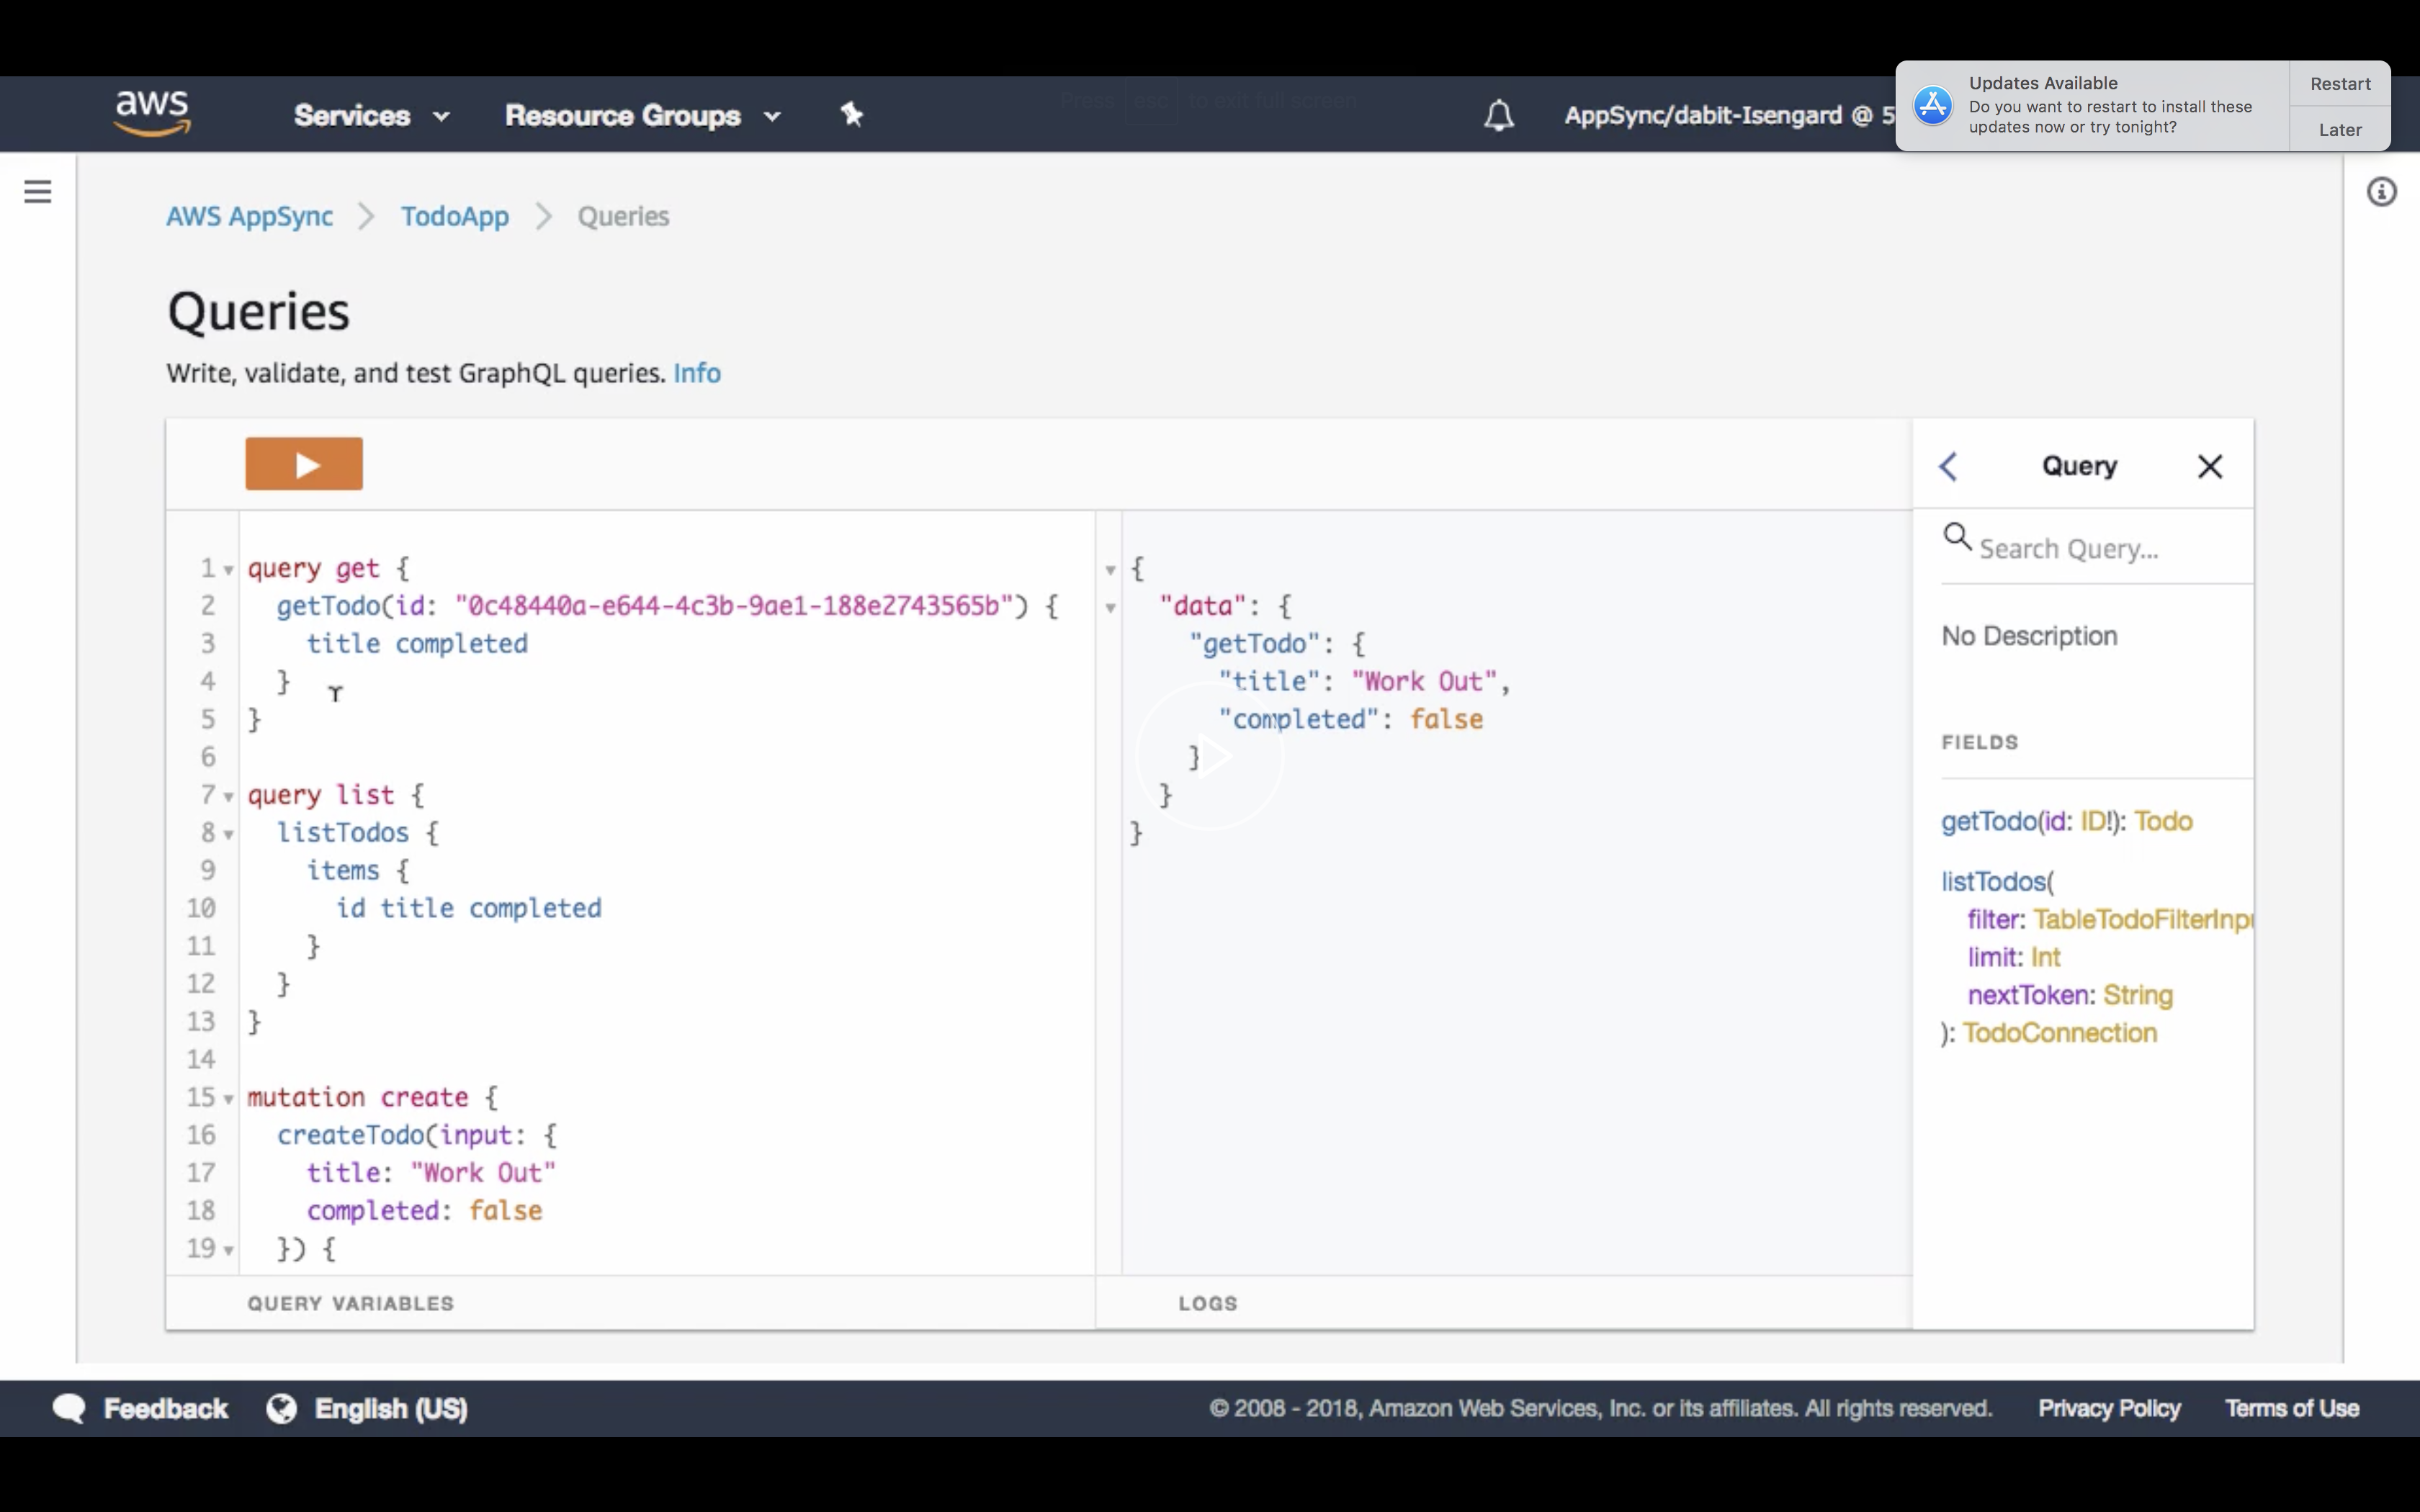 aws
Services
Resource Groups
Press esc to exit full screen
AppSync/dabit-Isengard @ 5
Updates Available
Do you want to restart to install these
updates now or try tonight?
Restart
Later
AWS AppSync > TodoApp > Queries
Queries
Write, validate, and test GraphQL queries. Info
1 query get {
2 getTodo(id: "0c48440a-e644-4c3b-9ae1-188e2743565b") {
3 title completed
4 }
5 }
6
7 query list {
8 listTodos {
9 items {
10 id title completed
11 }
12 }
13 }
14
15 mutation create {
16 createTodo(input: {
17 title: "Work Out"
18 completed: false
19 }) {
QUERY VARIABLES
{
"data": {
"getTodo": {
"title": "Work Out",
"completed": false
}
}
}
LOGS
Query
Search Query...
No Description
FIELDS
getTodo(id: ID!): Todo
listTodos(
filter: TableTodoFilterInpu
limit: Int
nextToken: String
): TodoConnection
Feedback
English (US)
© 2008 - 2018, Amazon Web Services, Inc. or its affiliates. All rights reserved.
Privacy Policy
Terms of Use